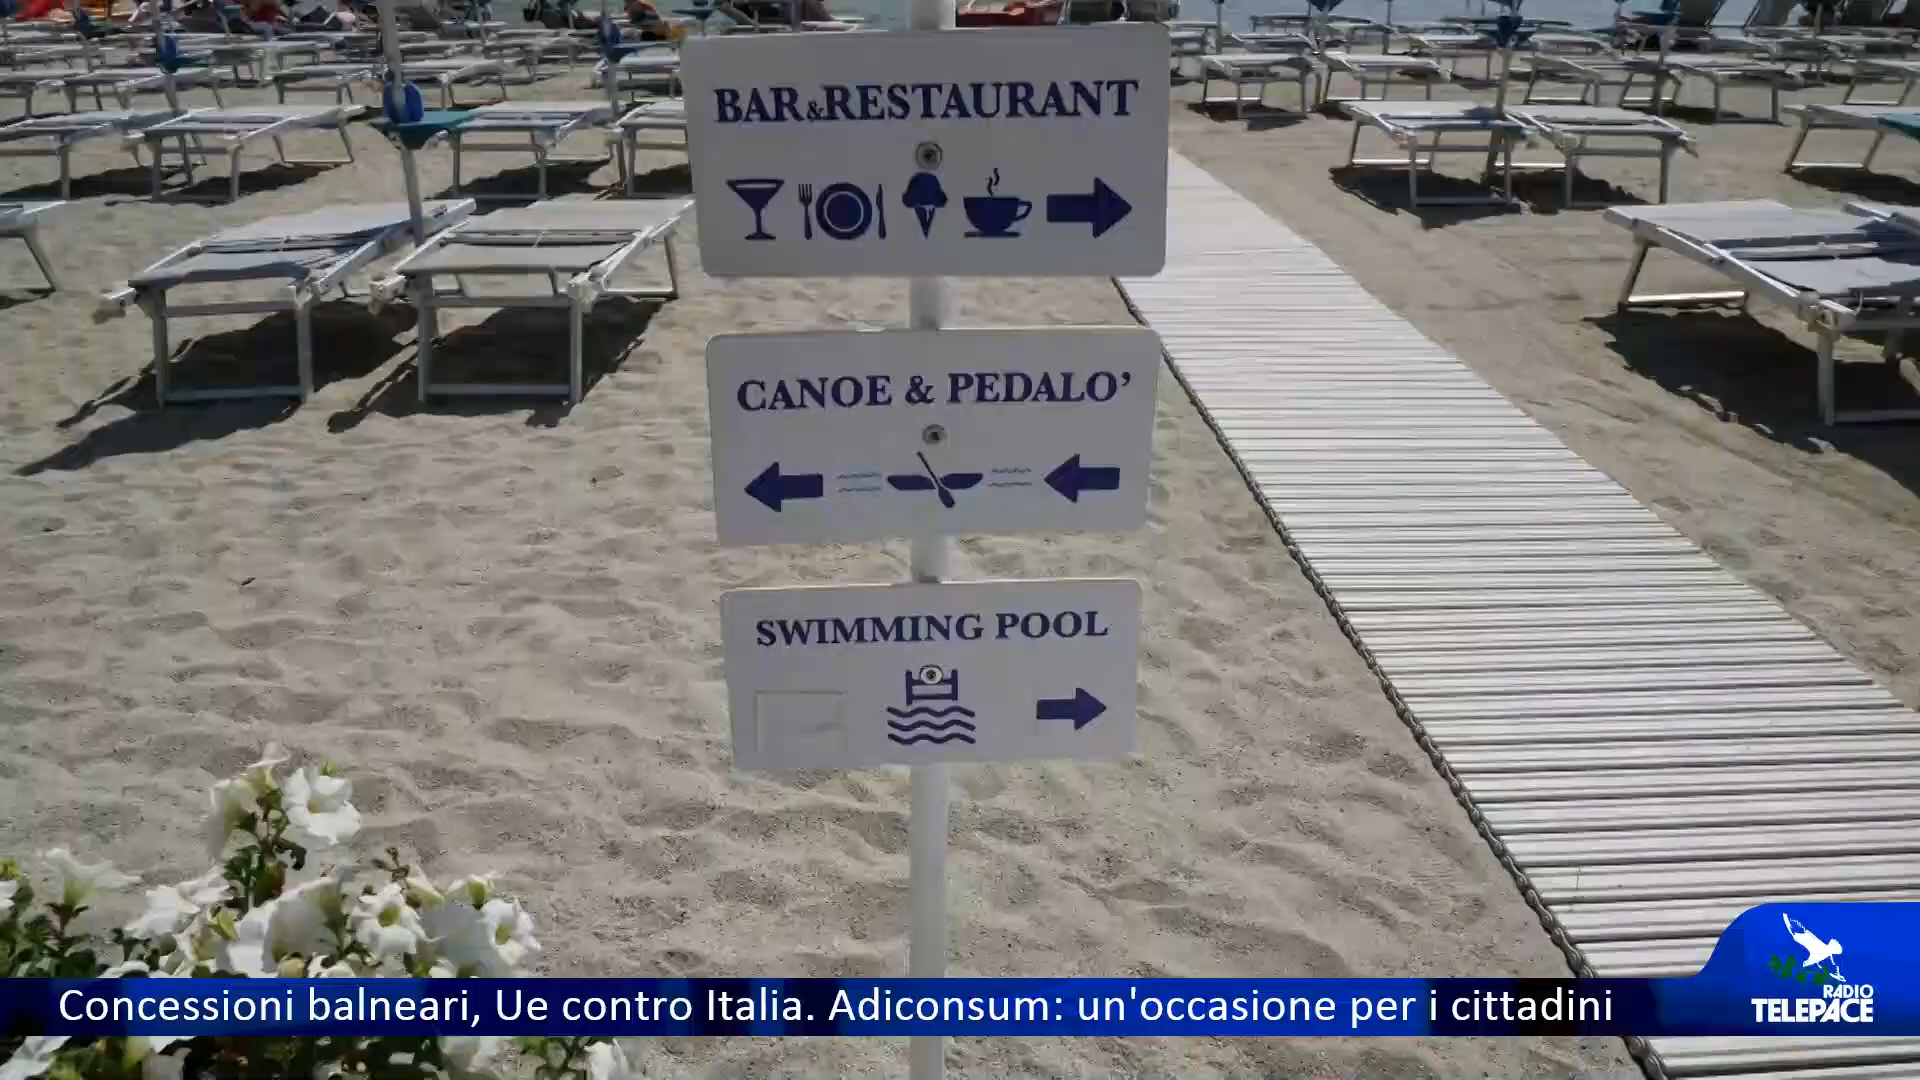 BAR&RESTAURANT
CANOE & PEDALO'
SWIMMING POOL
Concessioni balneari, Ue contro Italia. Adiconsum: un'occasione per i cittadini
RADIO
TELEPACE